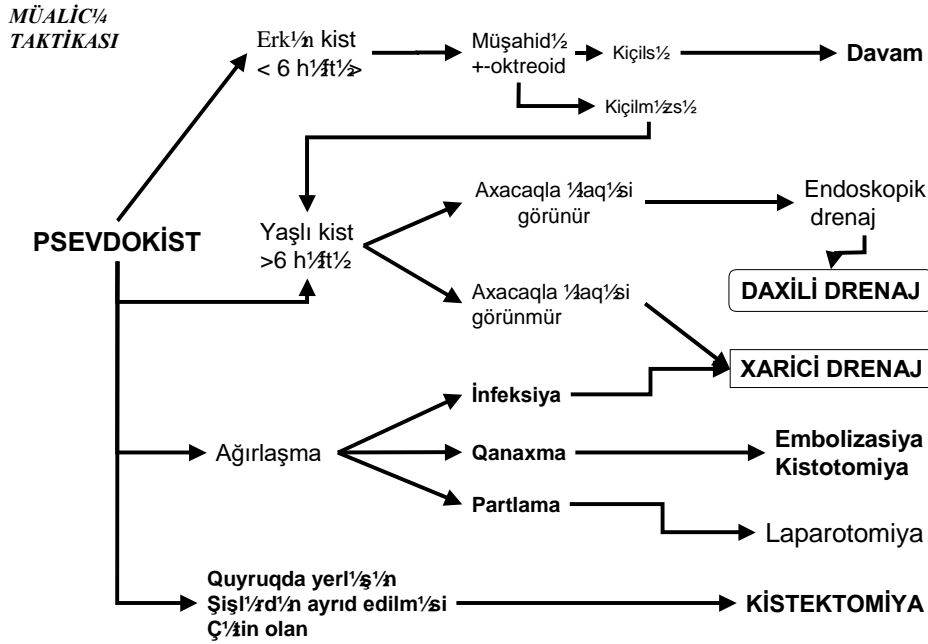 MÜALİC¼
TAKTİKASI
Erk½n kist
< 6 h½ft½>
Müşahid½
+-oktreoid
Kiçils½
Davam
Kiçilm½zs½
PSEVDOKİST
Yaşlı kist
>6 h½ft½
Axacaqla ½laq½si
görünür
Endoskopik
drenaj
DAXİLİ DRENAJ
Axacaqla ½laq½si
görünmür
XARİCİ DRENAJ
Ağırlaşma
İnfeksiya
Qanaxma
Embolizasiya
Kistotomiya
Partlama
Laparotomiya
Quyruqda yerl½ş½n
Şişl½rd½n ayrıd edilm½si
Ç½tin olan
KİSTEKTOMİYA